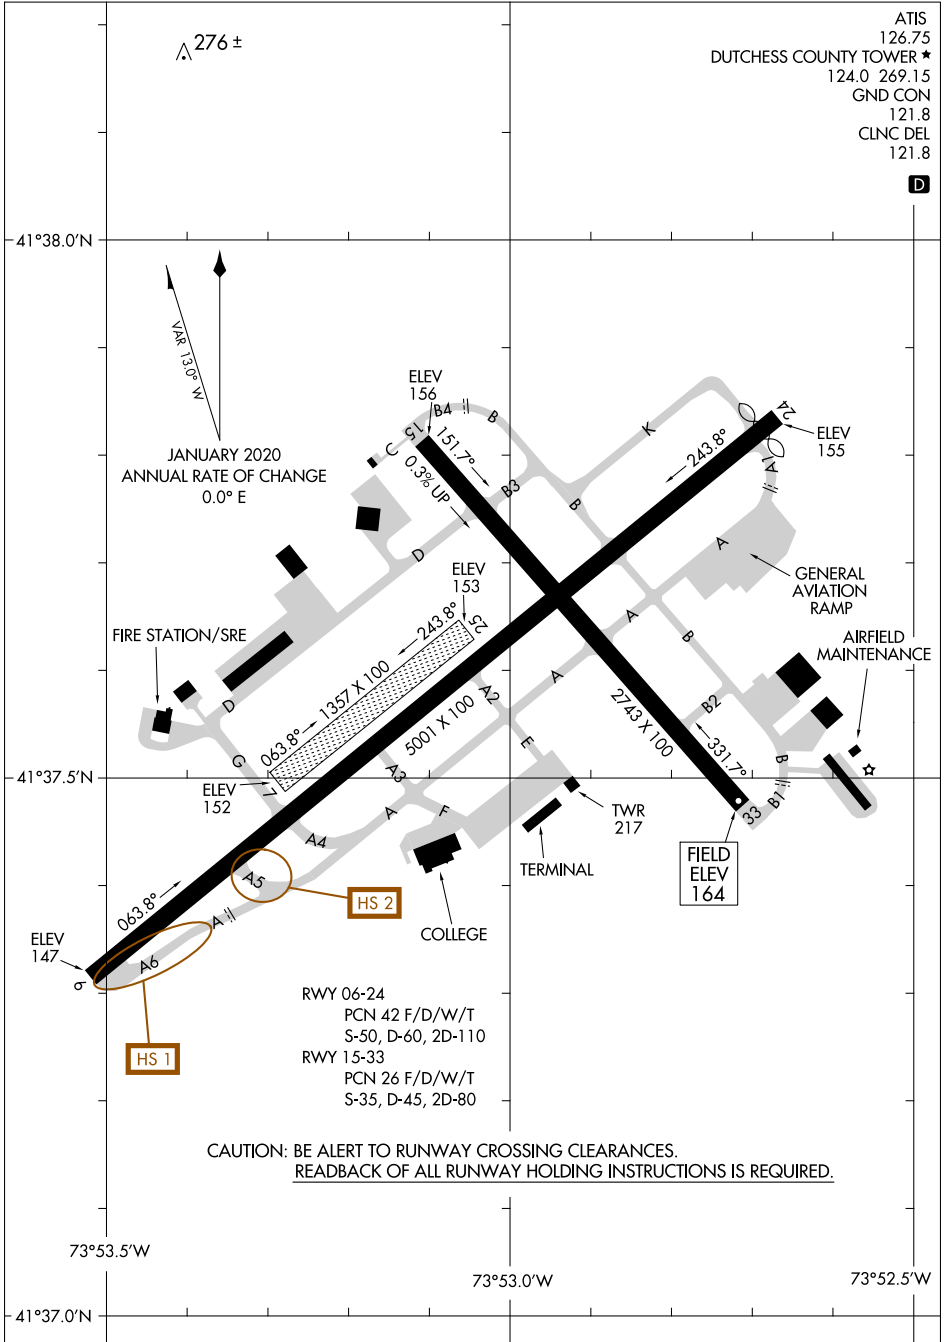 276 ±
ATIS
126.75
DUTCHESS COUNTY TOWER ★
124.0 269.15
GND CON
121.8
CLNC DEL
121.8
D
41°38.0'N
VAR 13.0° W
JANUARY 2020
ANNUAL RATE OF CHANGE
0.0° E
ELEV
156
B4
B
15
C
151.7°
0.3% UP
B3
B
K
24
ELEV
155
243.8°
A1
A
D
GENERAL
AVIATION
RAMP
ELEV
153
25
243.8°
1357 X 100
063.8°
FIRE STATION/SRE
AIRFIELD
MAINTENANCE
A
B
A
A2
B2
D
5001 X 100
2743 X 100
E
331.7°
G
A3
B
41°37.5'N
ELEV
152
7
A
F
B1
33
TWR
217
A4
TERMINAL
FIELD
ELEV
164
A5
HS 2
063.8°
A
COLLEGE
ELEV
147
A6
6
HS 1
RWY 06-24
PCN 42 F/D/W/T
S-50, D-60, 2D-110
RWY 15-33
PCN 26 F/D/W/T
S-35, D-45, 2D-80
CAUTION: BE ALERT TO RUNWAY CROSSING CLEARANCES.
READBACK OF ALL RUNWAY HOLDING INSTRUCTIONS IS REQUIRED.
73°53.5'W
73°53.0'W
73°52.5'W
41°37.0'N